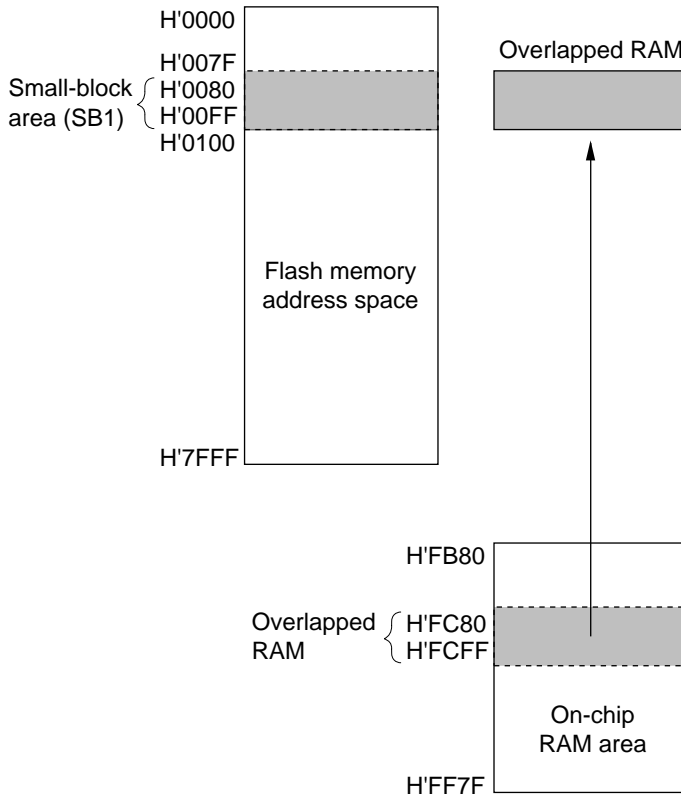 H'0000
H'007F
Small-block
area (SB1)
H'0080
H'00FF
H'0100
Overlapped RAM
Flash memory
address space
H'7FFF
H'FB80
Overlapped
RAM
H'FC80
H'FCFF
On-chip
RAM area
H'FF7F